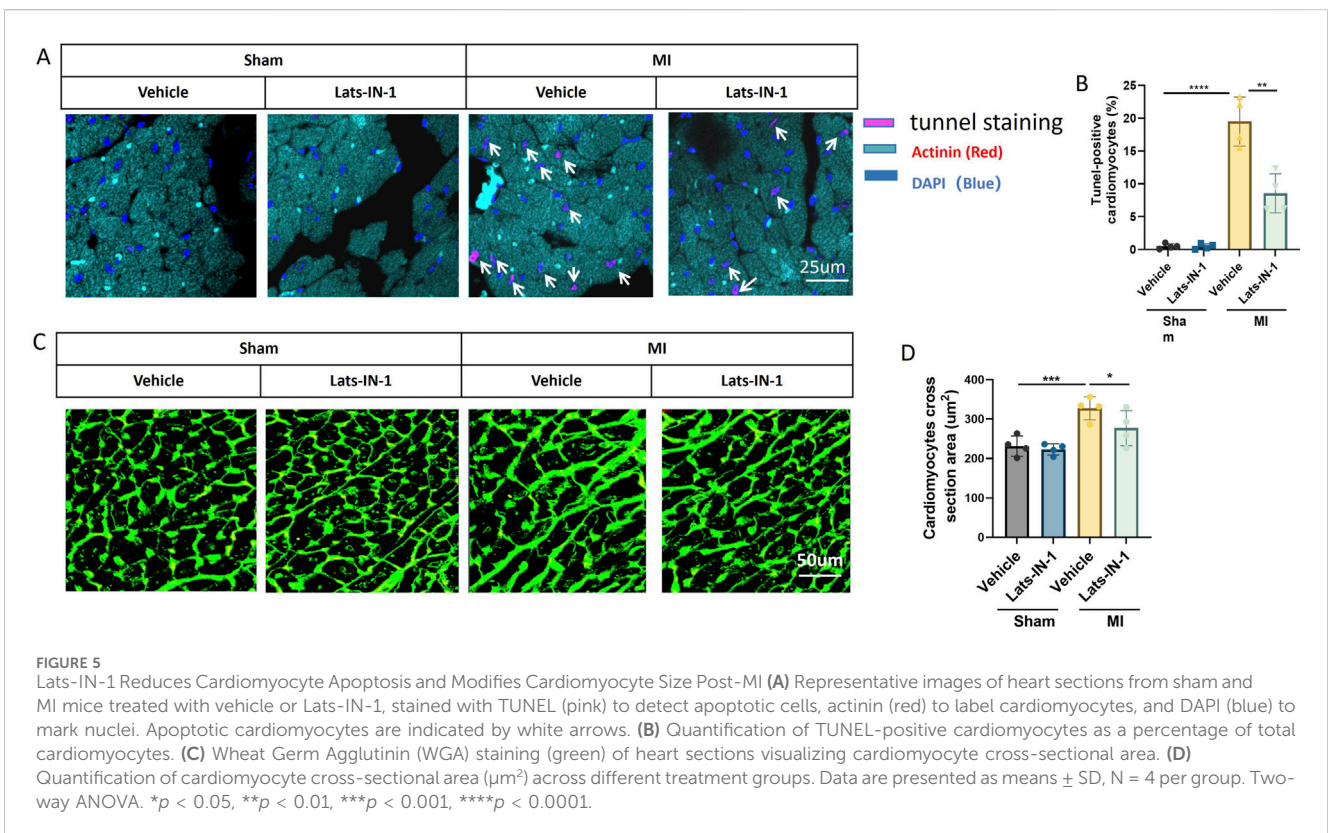 A
Sham
MI
Vehicle
Lats-IN-1
Vehicle
Lats-IN-1
tunnel staining
Actinin (Red)
DAPI (Blue)
25um
B
Tunel-positive
cardiomyocytes (%)
25
20
15
10
5
0
****
**
Vehicle
Lats-IN-1
Vehicle
Lats-IN-1
Sha
m
MI
C
Sham
MI
Vehicle
Lats-IN-1
Vehicle
Lats-IN-1
50um
D
Cardiomyocytes cross
section area (um²)
400
300
200
100
0
***
*
Vehicle
Lats-IN-1
Vehicle
Lats-IN-1
Sham
MI
FIGURE 5
Lats-IN-1 Reduces Cardiomyocyte Apoptosis and Modifies Cardiomyocyte Size Post-MI (A) Representative images of heart sections from sham and
MI mice treated with vehicle or Lats-IN-1, stained with TUNEL (pink) to detect apoptotic cells, actinin (red) to label cardiomyocytes, and DAPI (blue) to
mark nuclei. Apoptotic cardiomyocytes are indicated by white arrows. (B) Quantification of TUNEL-positive cardiomyocytes as a percentage of total
cardiomyocytes. (C) Wheat Germ Agglutinin (WGA) staining (green) of heart sections visualizing cardiomyocyte cross-sectional area. (D)
Quantification of cardiomyocyte cross-sectional area (μm²) across different treatment groups. Data are presented as means ± SD, N = 4 per group. Two-
way ANOVA. *p < 0.05, **p < 0.01, ***p < 0.001, ****p < 0.0001.